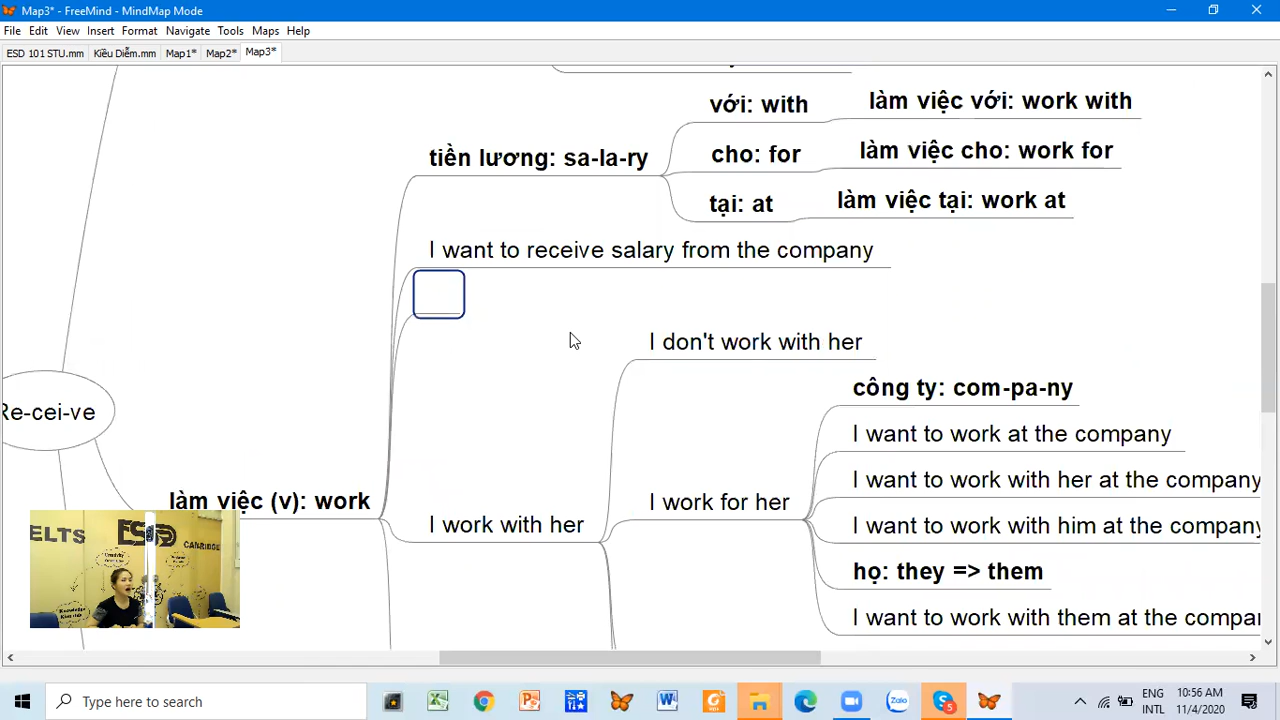 Map3* - FreeMind - MindMap Mode
File Edit View Insert Format Navigate Tools Maps Help
ESD 101 STU.mm Kiều Diễm.mm Map1* Map2* Map3*
với: with
làm việc với: work with
tiền lương: sa-la-ry
cho: for
làm việc cho: work for
tại: at
làm việc tại: work at
I want to receive salary from the company
I don't work with her
công ty: com-pa-ny
Re-cei-ve
I want to work at the company
I want to work with her at the company
làm việc (v): work
I work for her
I work with her
I want to work with him at the company
họ: they => them
I want to work with them at the compa
IELTS ESD CAMBRIDGE
Type here to search
ENG
INTL
10:56 AM
11/4/2020